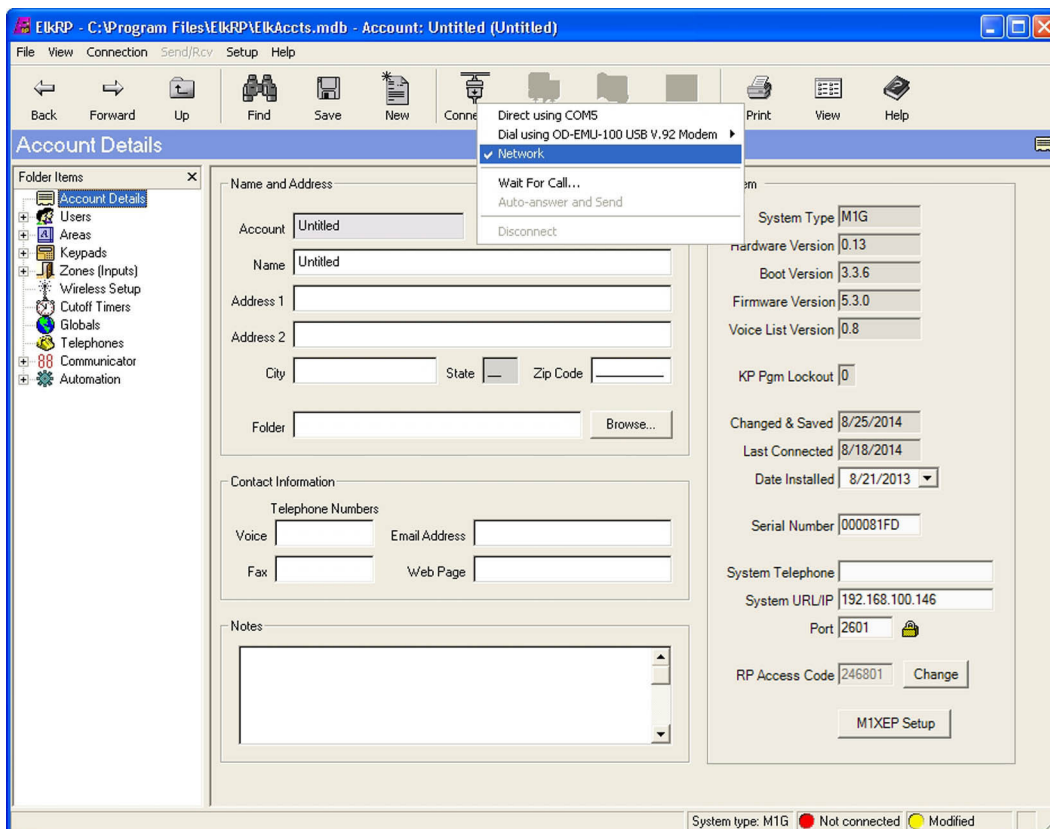 ElkRP - C:\Program Files\ElkRP\ElkAccts.mdb - Account: Untitled (Untitled)
File View Connection Send/Rcv Setup Help
Back Forward Up Find Save New Print View Help
Direct using COM5
Dial using OD-EMU-100 USB V.92 Modem
Network
Wait For Call...
Auto-answer and Send
Disconnect
Account Details
Folder Items
Account Details
Users
Areas
Keypads
Zones (Inputs)
Wireless Setup
Cutoff Timers
Globals
Telephones
88 Communicator
Automation
Name and Address
Account Untitled
Name Untitled
Address 1
Address 2
City State Zip Code
Folder Browse...
Contact Information
Telephone Numbers
Voice Email Address
Fax Web Page
Notes
System Type M1G
Hardware Version 0.13
Boot Version 3.3.6
Firmware Version 5.3.0
Voice List Version 0.8
KP Pgm Lockout 0
Changed & Saved 8/25/2014
Last Connected 8/18/2014
Date Installed 8/21/2013
Serial Number 000081FD
System Telephone
System URL/IP 192.168.100.146
Port 2601
RP Access Code 246801 Change
M1XEP Setup
System type: M1G Not connected Modified